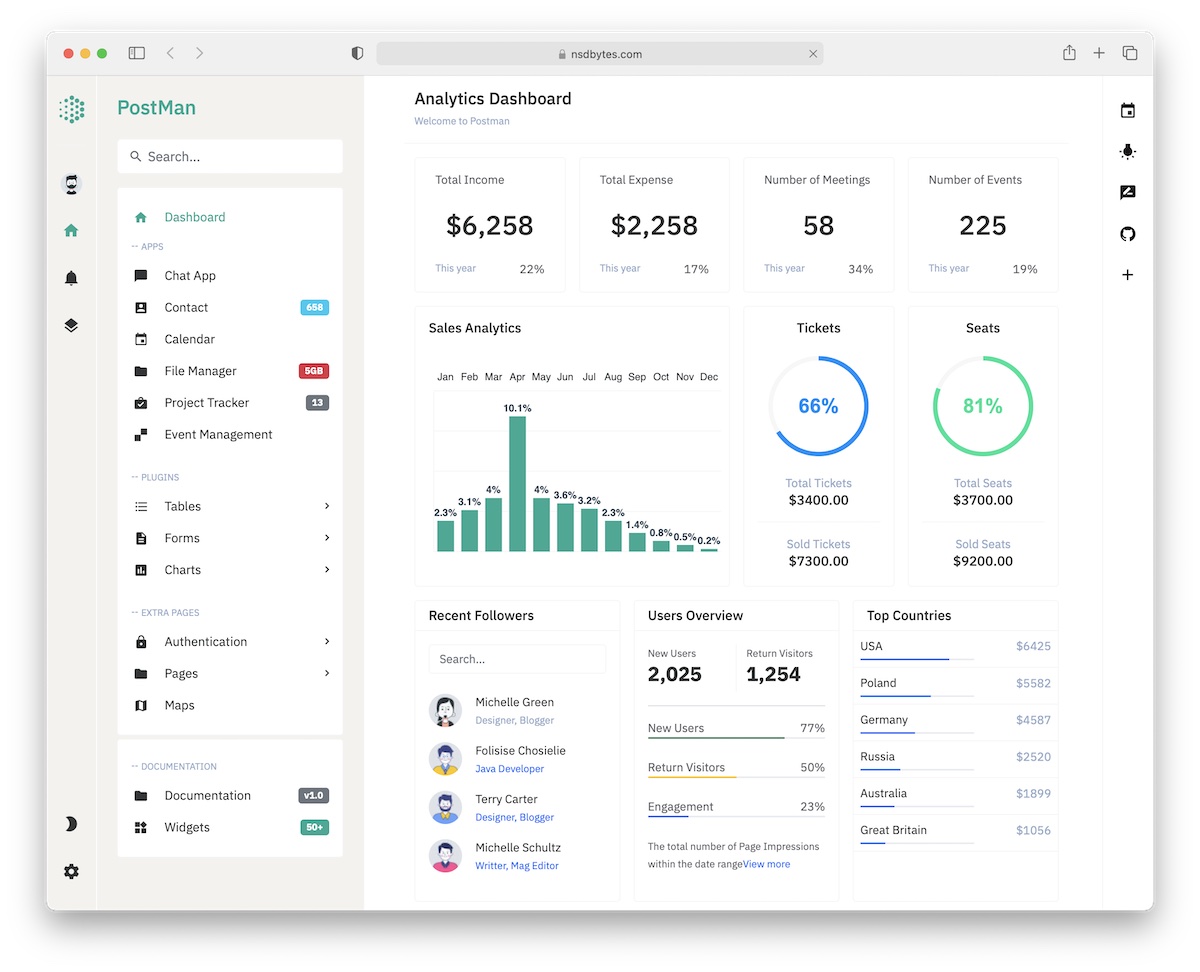 nsdbytes.com
PostMan
Search...
Dashboard
-- APPS
Chat App
Contact 658
Calendar
File Manager 5GB
Project Tracker 13
Event Management
-- PLUGINS
Tables
Forms
Charts
-- EXTRA PAGES
Authentication
Pages
Maps
-- DOCUMENTATION
Documentation v1.0
Widgets 50+
Analytics Dashboard
Welcome to Postman
Total Income
$6,258
This year 22%
Total Expense
$2,258
This year 17%
Number of Meetings
58
This year 34%
Number of Events
225
This year 19%
Sales Analytics
Jan Feb Mar Apr May Jun Jul Aug Sep Oct Nov Dec
2.3% 3.1% 4% 10.1% 4% 3.6% 3.2% 2.3% 1.4% 0.8% 0.5% 0.2%
Tickets
66%
Total Tickets
$3400.00
Sold Tickets
$7300.00
Seats
81%
Total Seats
$3700.00
Sold Seats
$9200.00
Recent Followers
Search...
Michelle Green
Designer, Blogger
Folisise Chosielie
Java Developer
Terry Carter
Designer, Blogger
Michelle Schultz
Writter, Mag Editor
Users Overview
New Users
2,025
Return Visitors
1,254
New Users 77%
Return Visitors 50%
Engagement 23%
The total number of Page Impressions
within the date rangeView more
Top Countries
USA $6425
Poland $5582
Germany $4587
Russia $2520
Australia $1899
Great Britain $1056